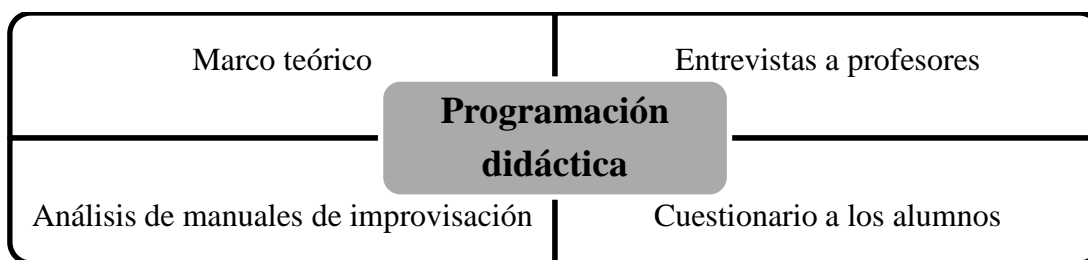 Marco teórico
Entrevistas a profesores
Programación
didáctica
Análisis de manuales de improvisación
Cuestionario a los alumnos